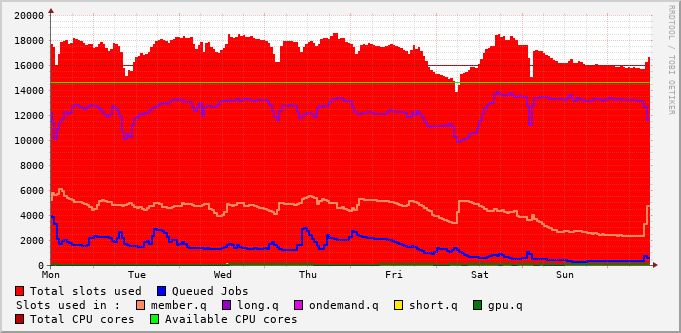 20000
18000
16000
14000
12000
10000
8000
6000
4000
2000
0
Mon Tue Wed Thu Fri Sat Sun
RRDTOOL / TOBI OETIKER
Total slots used Queued Jobs
Slots used in : member.q long.q ondemand.q short.q gpu.q
Total CPU cores Available CPU cores